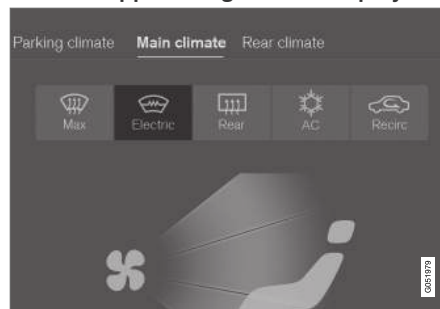 Parking climate Main climate Rear climate
Max Electric Rear AC Recirc
G051979